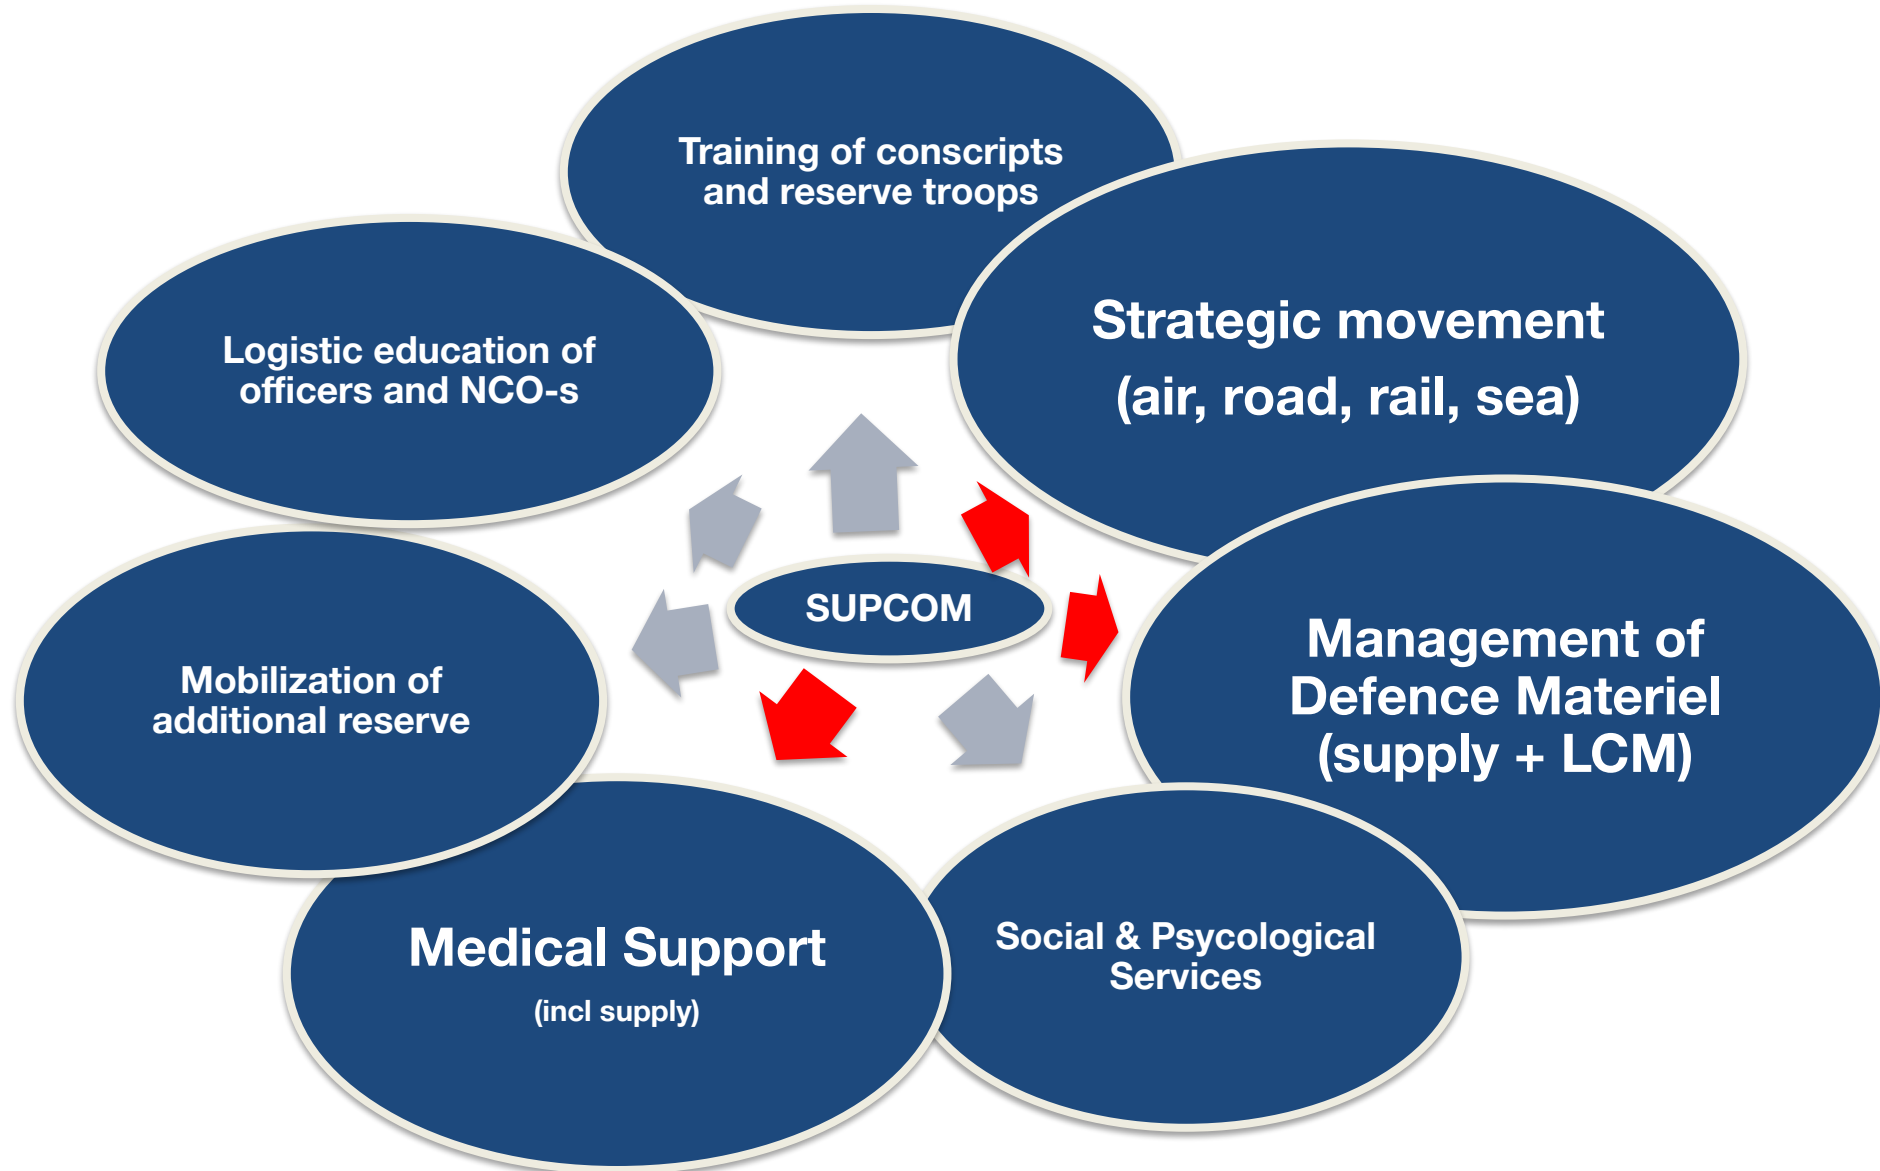 Training of conscripts
and reserve troops
Strategic movement
(air, road, rail, sea)
Logistic education of
officers and NCO-s
SUPCOM
Management of
Defence Materiel
(supply + LCM)
Mobilization of
additional reserve
Medical Support
(incl supply)
Social & Psycological
Services